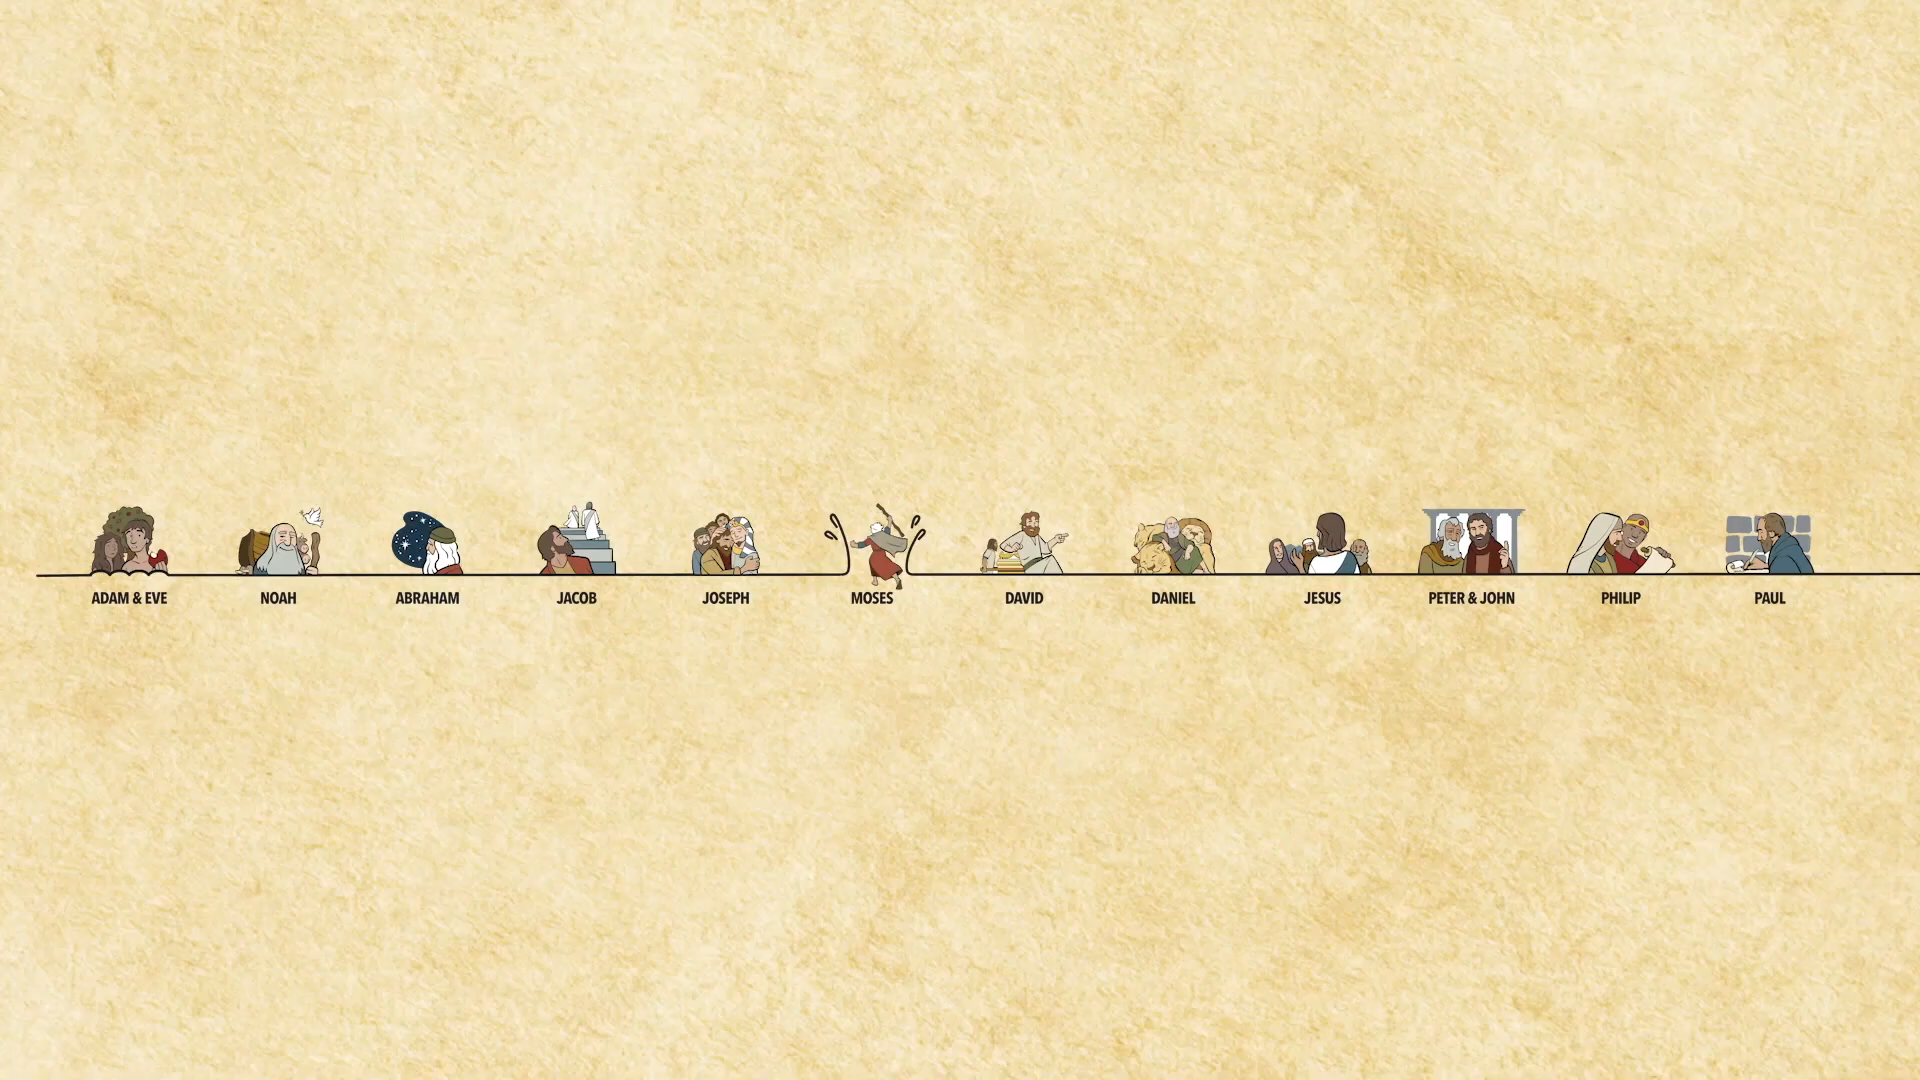 ADAM & EVE
NOAH
ABRAHAM
JACOB
JOSEPH
MOSES
DAVID
DANIEL
JESUS
PETER & JOHN
PHILIP
PAUL